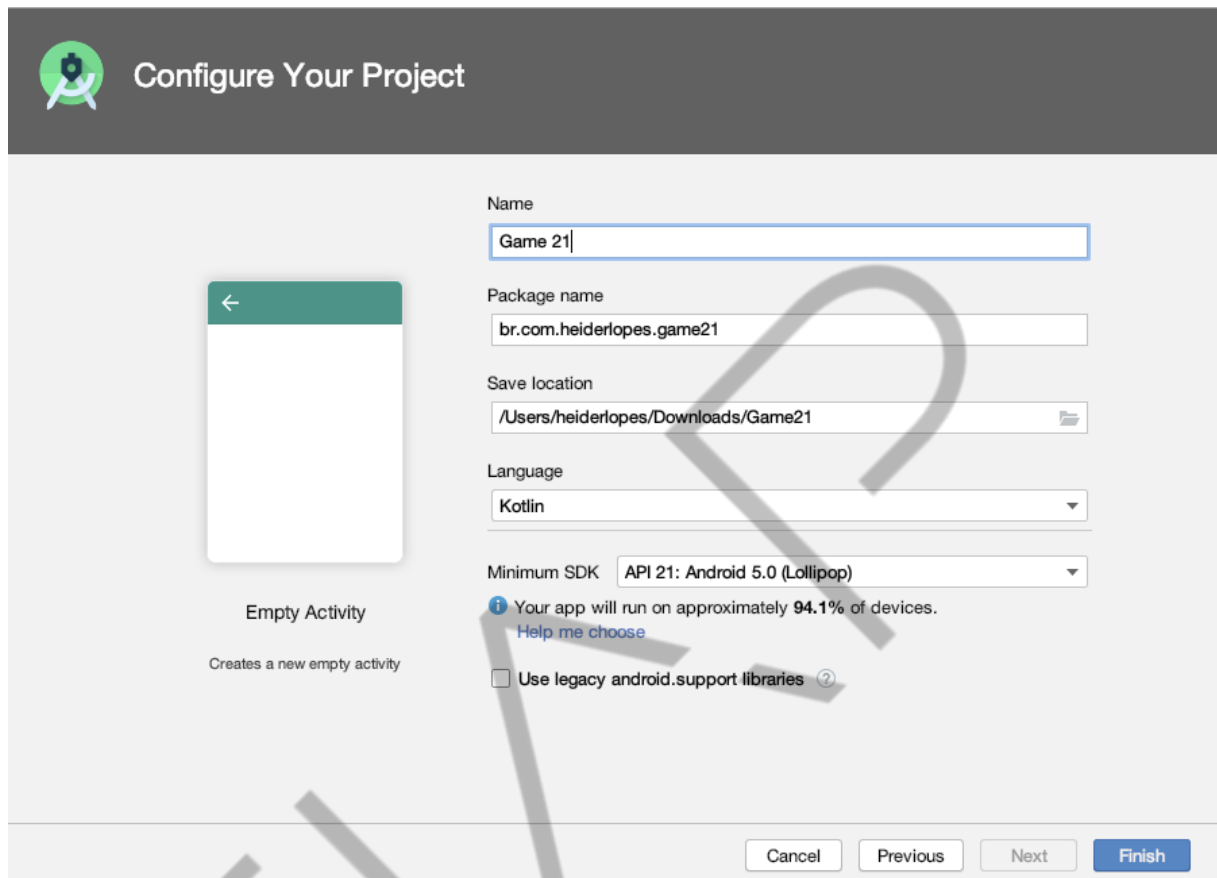 Configure Your Project
Name
Game 21
Package name
br.com.heiderlopes.game21
Save location
/Users/heiderlopes/Downloads/Game21
Language
Kotlin
Minimum SDK API 21: Android 5.0 (Lollipop)
Your app will run on approximately 94.1% of devices.
Help me choose
Use legacy android.support libraries ?
Empty Activity
Creates a new empty activity
Cancel Previous Next Finish